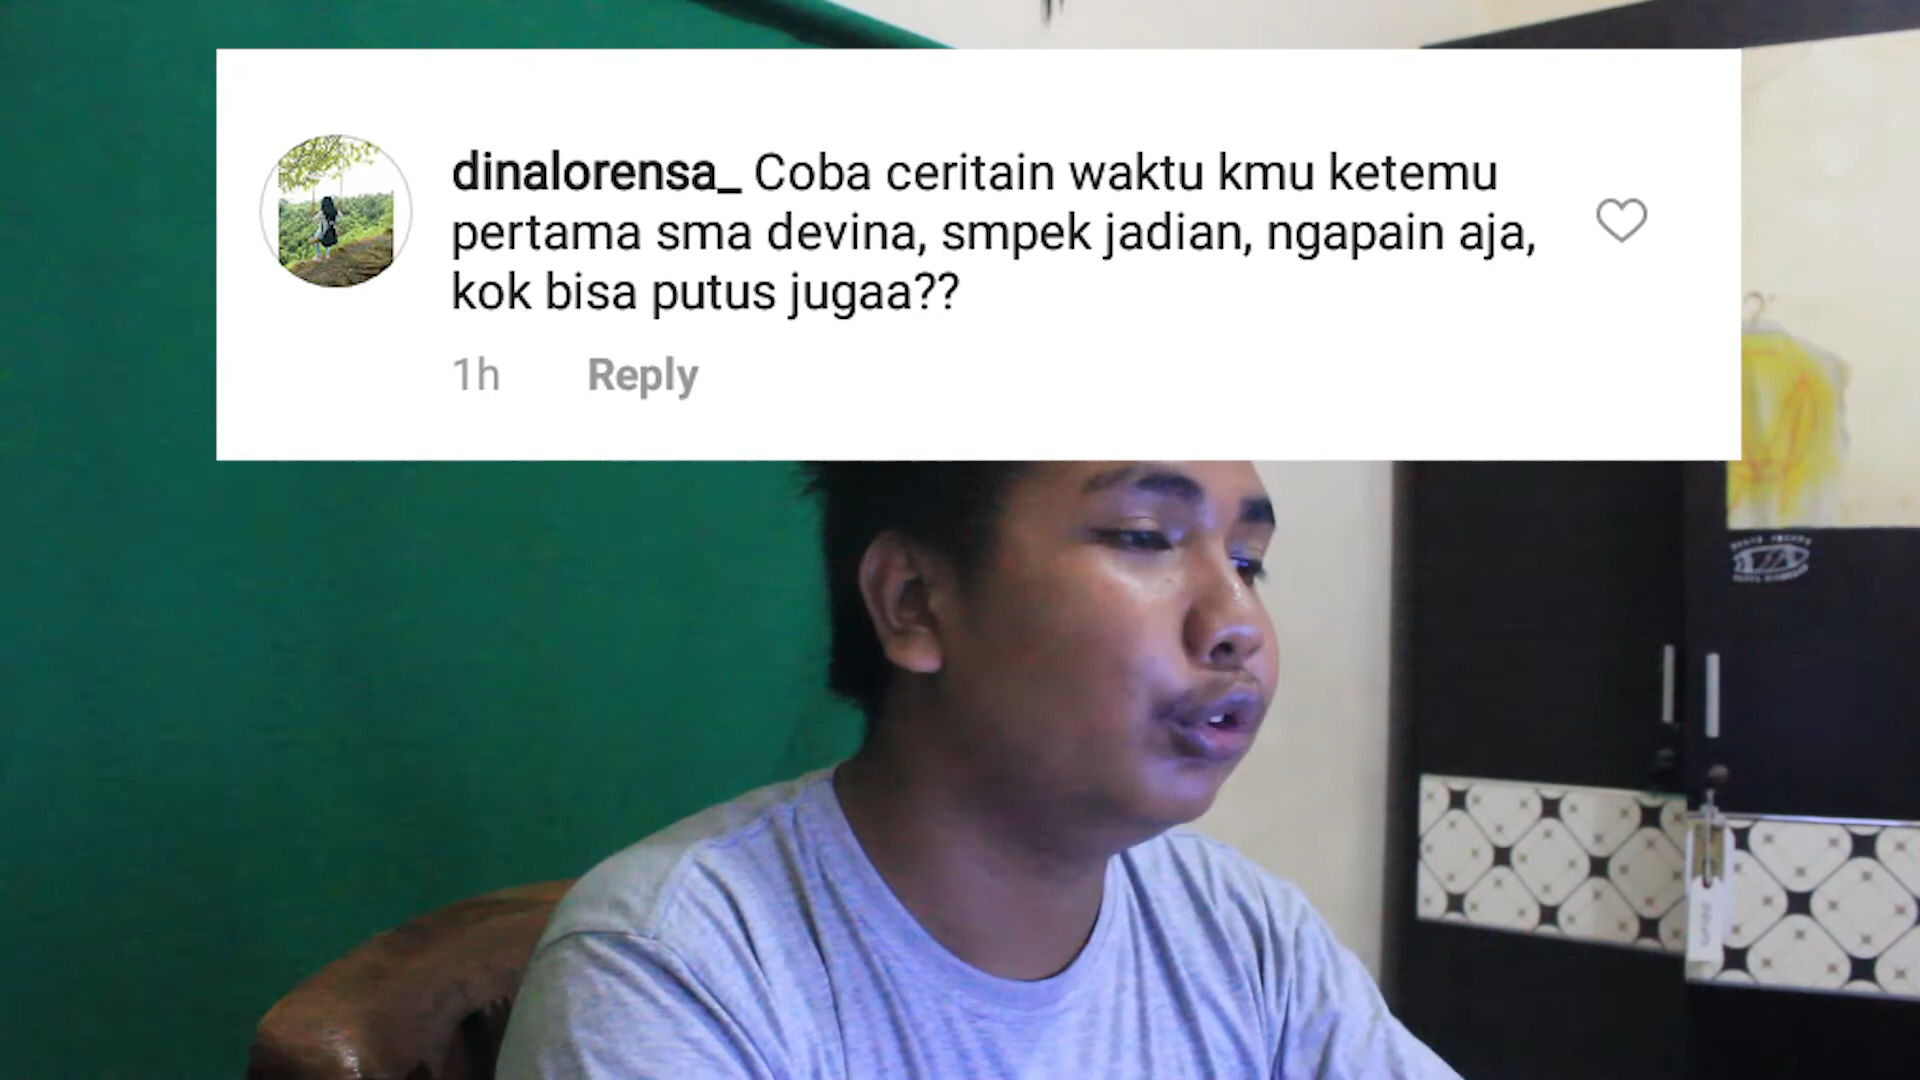 dinalorensa_ Coba ceritain waktu kmu ketemu
pertama sma devina, smpek jadian, ngapain aja,
kok bisa putus jugaa??
1h Reply